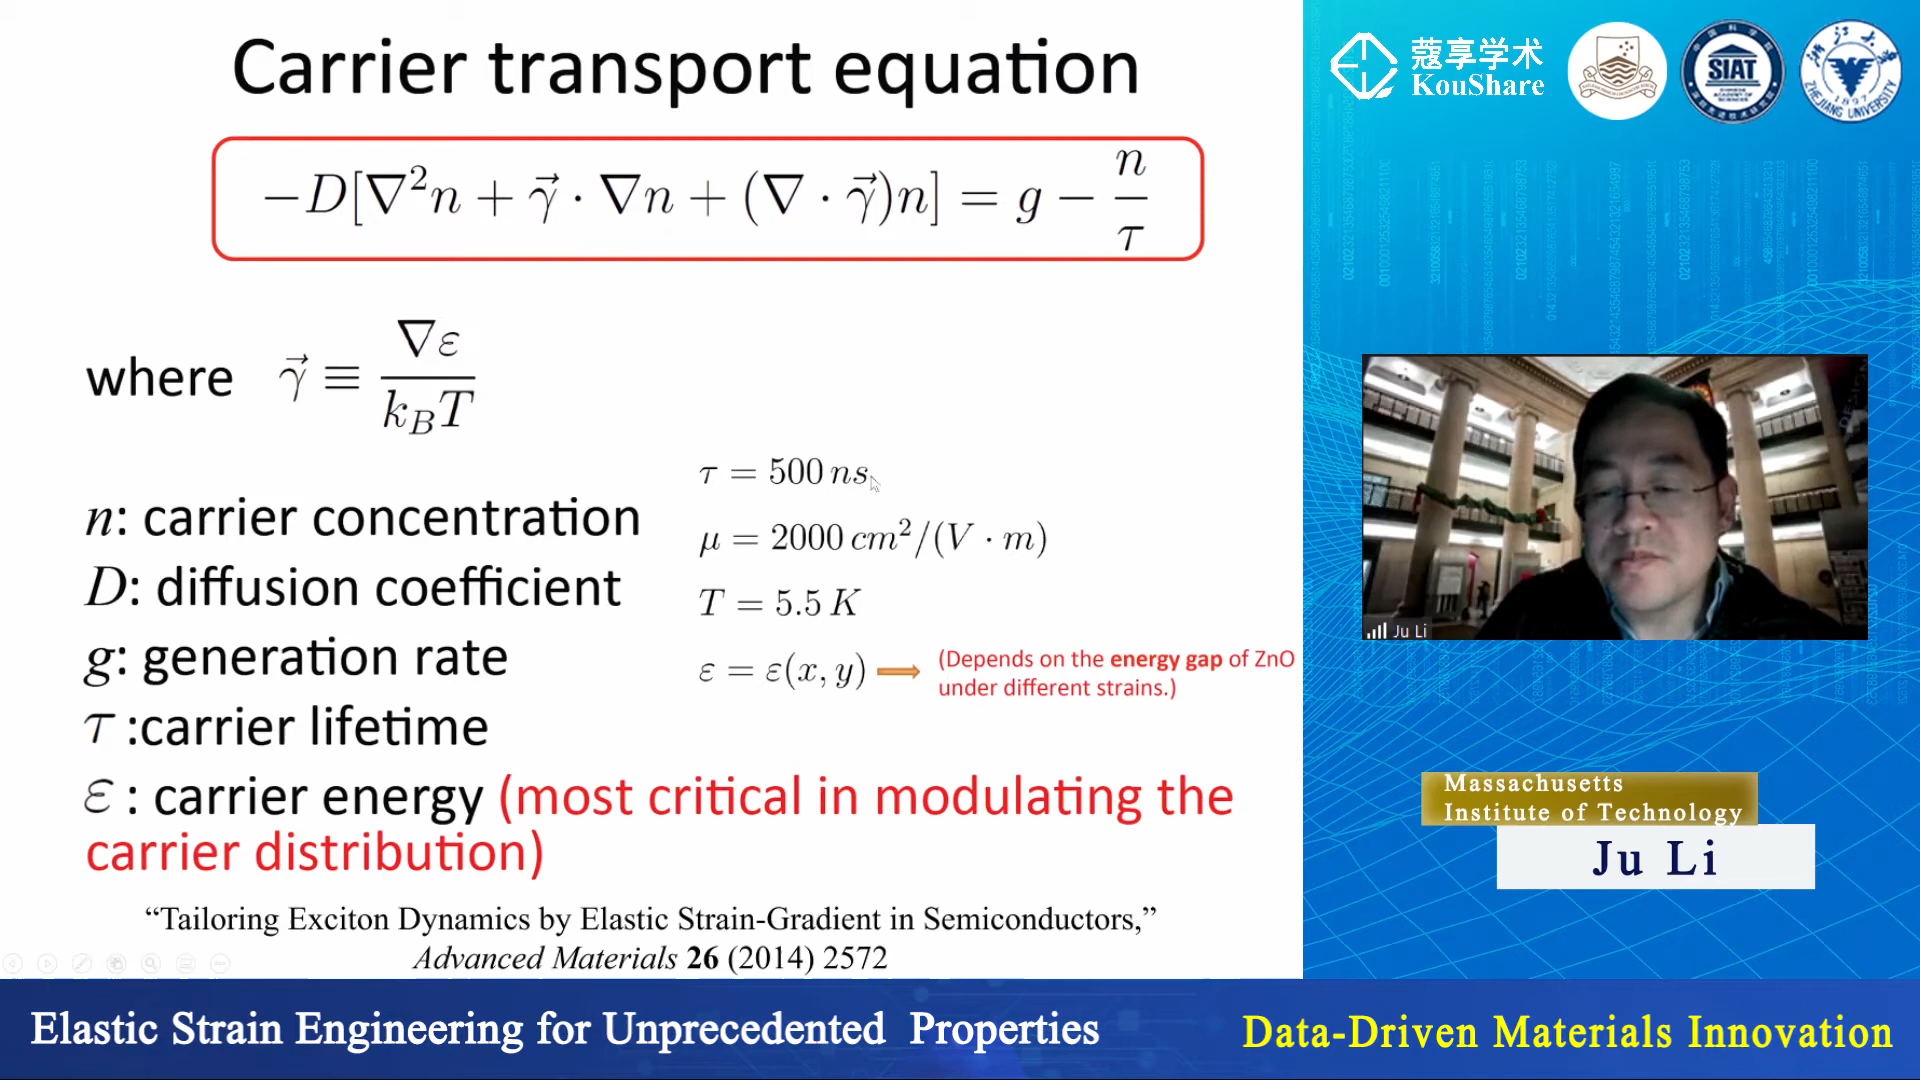 Carrier transport equation
−D[∇²n + γ⃗ · ∇n + (∇ · γ⃗)n] = g − n/τ
where γ⃗ ≡ ∇ε/k_BT
τ = 500 ns
μ = 2000 cm²/(V · m)
T = 5.5 K
ε = ε(x, y)
(Depends on the energy gap of ZnO
under different strains.)
n: carrier concentration
D: diffusion coefficient
g: generation rate
τ :carrier lifetime
ε : carrier energy (most critical in modulating the
carrier distribution)
“Tailoring Exciton Dynamics by Elastic Strain-Gradient in Semiconductors,”
Advanced Materials 26 (2014) 2572
蔻享学术
KouShare
SIAT
ZHEJIANG UNIVERSITY
1897
Ju Li
Massachusetts
Institute of Technology
Ju Li
Elastic Strain Engineering for Unprecedented Properties
Data-Driven Materials Innovation